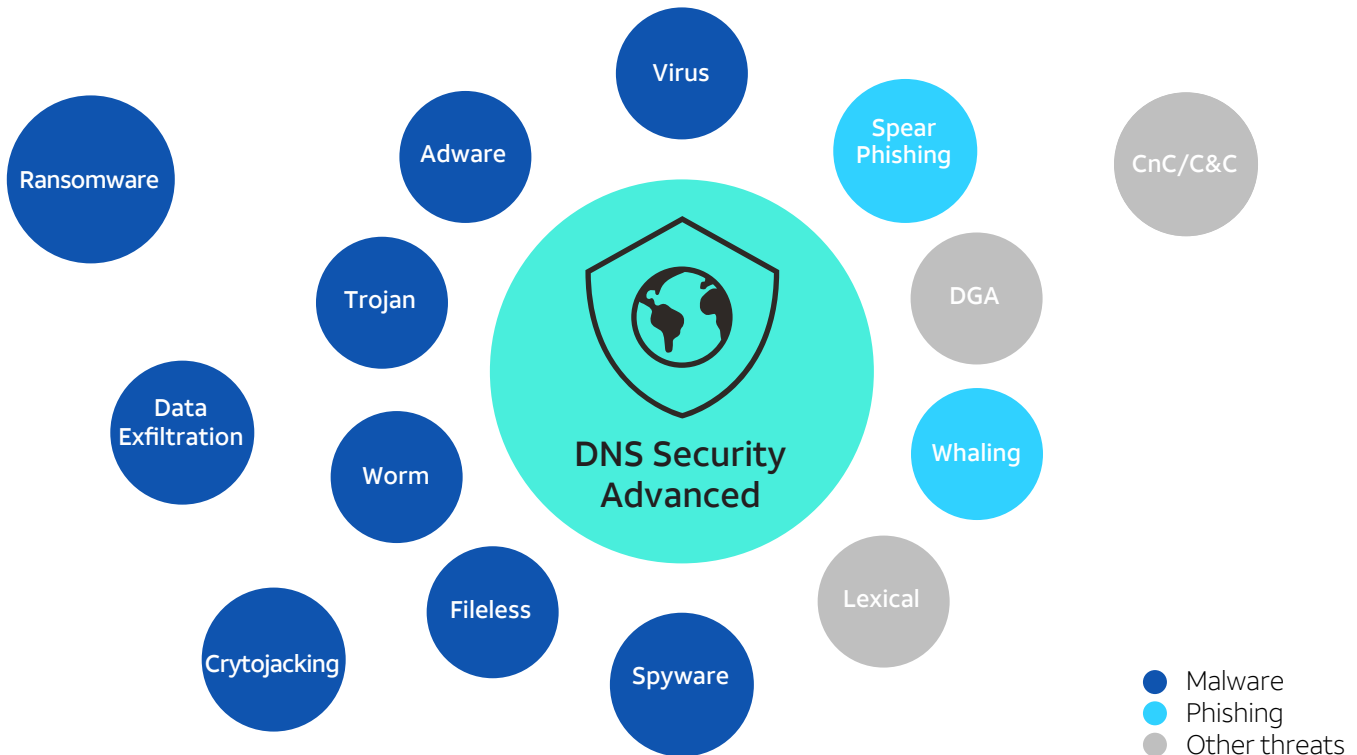 Virus
Spear
Phishing
Adware
CnC/C&C
Ransomware
Trojan
DGA
Data
Exfiltration
DNS Security
Advanced
Whaling
Worm
Fileless
Lexical
Crytojacking
Spyware
Malware
Phishing
Other threats